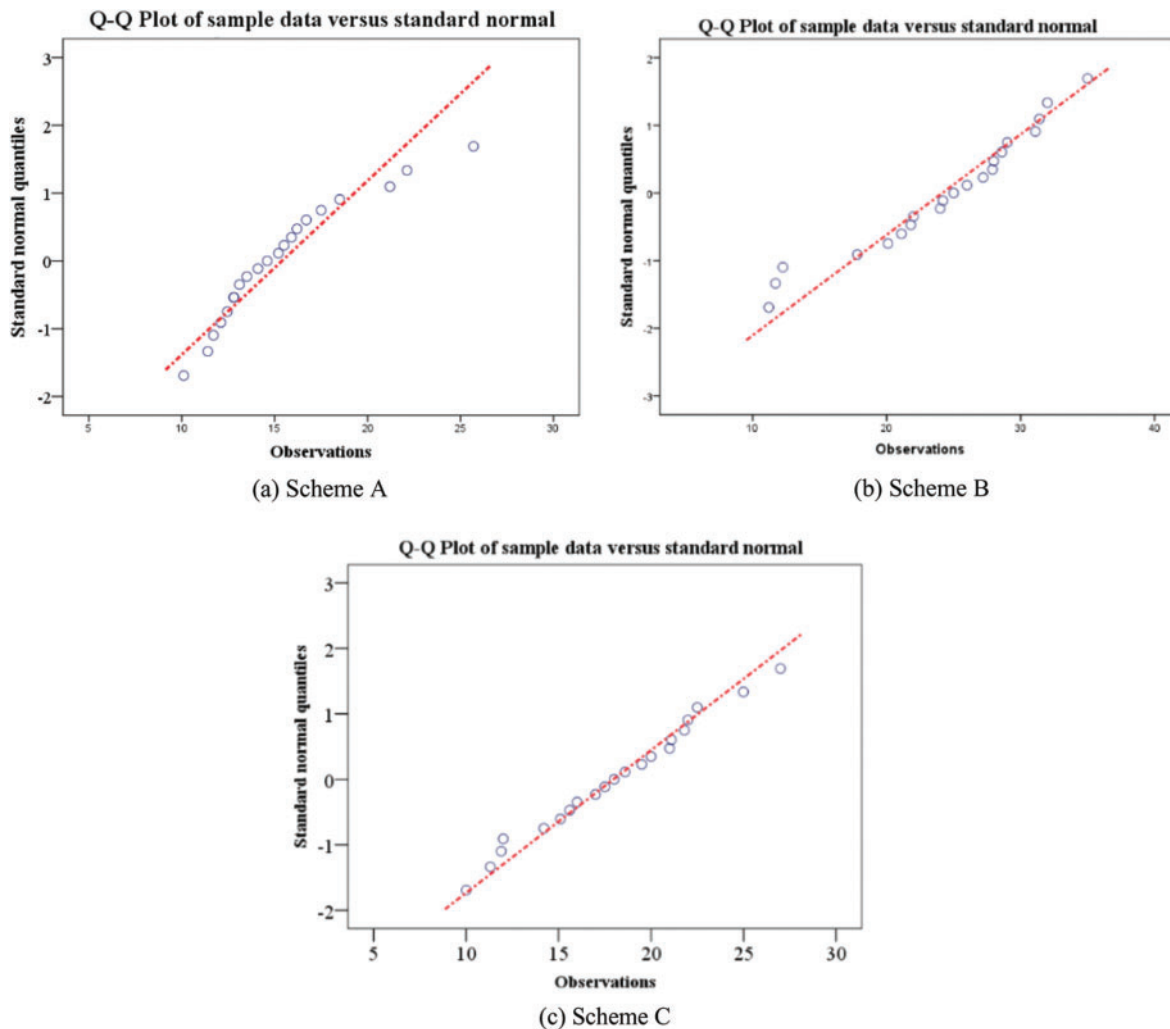 Q-Q Plot of sample data versus standard normal
Standard normal quantiles
3
2
1
0
-1
-2
5 10 15 20 25 30
Observations
(a) Scheme A
Q-Q Plot of sample data versus standard normal
Standard normal quantiles
2
1
0
-1
-2
-3
10 20 30 40
Observations
(b) Scheme B
Q-Q Plot of sample data versus standard normal
Standard normal quantiles
3
2
1
0
-1
-2
5 10 15 20 25 30
Observations
(c) Scheme C